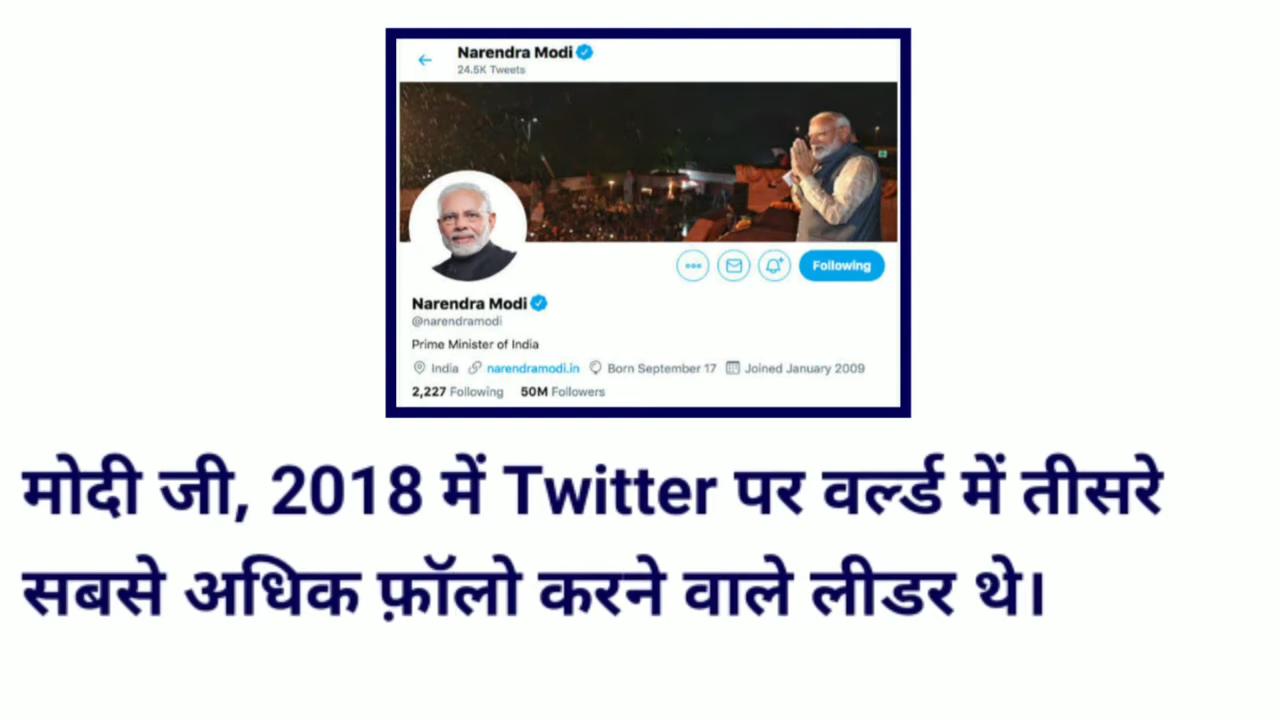 Narendra Modi
24.5K Tweets
Following
Narendra Modi
@narendramodi
Prime Minister of India
India narendramodi.in Born September 17 Joined January 2009
2,227 Following 50M Followers
मोदी जी, 2018 में Twitter पर वर्ल्ड में तीसरे
सबसे अधिक फ़ॉलो करने वाले लीडर थे।